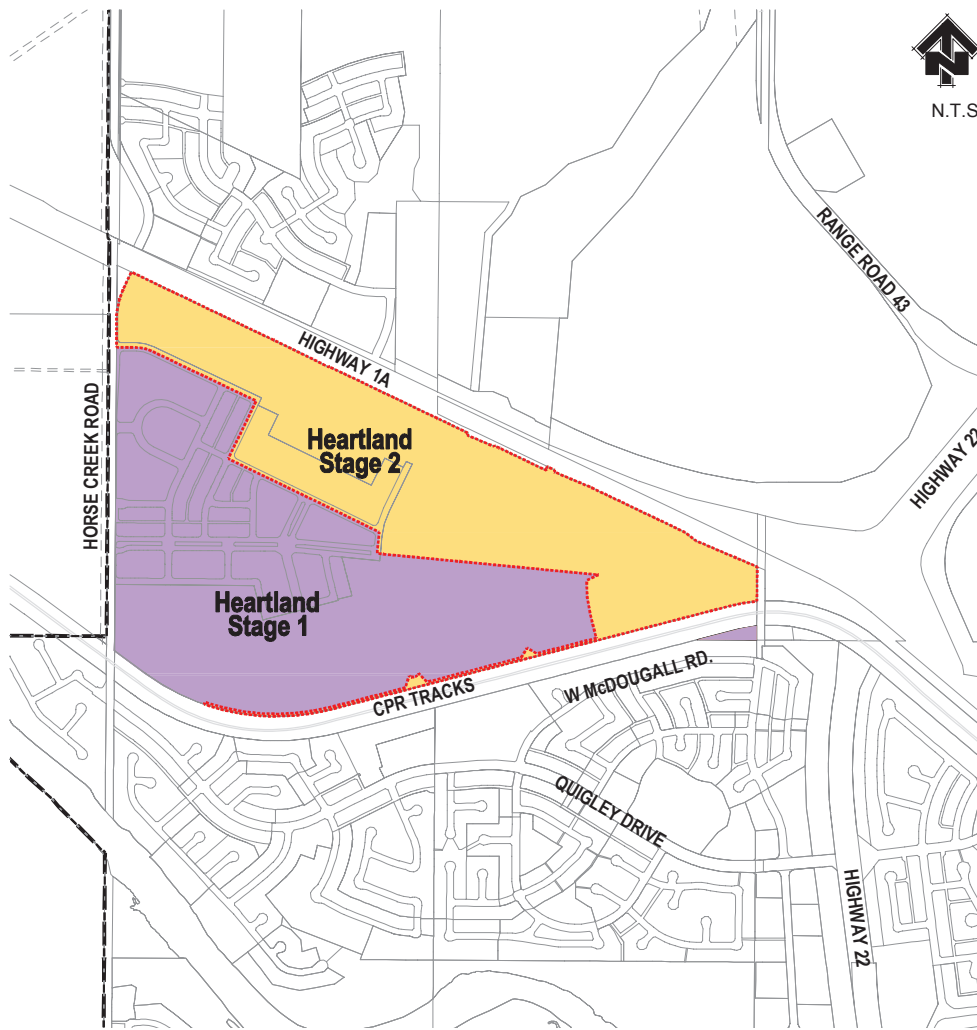 N
N.T.S
RANGE ROAD 43
HIGHWAY 1A
HORSE CREEK ROAD
HIGHWAY 22
Heartland
Stage 2
Heartland
Stage 1
W McDOUGALL RD.
CPR TRACKS
QUIGLEY DRIVE
HIGHWAY 22